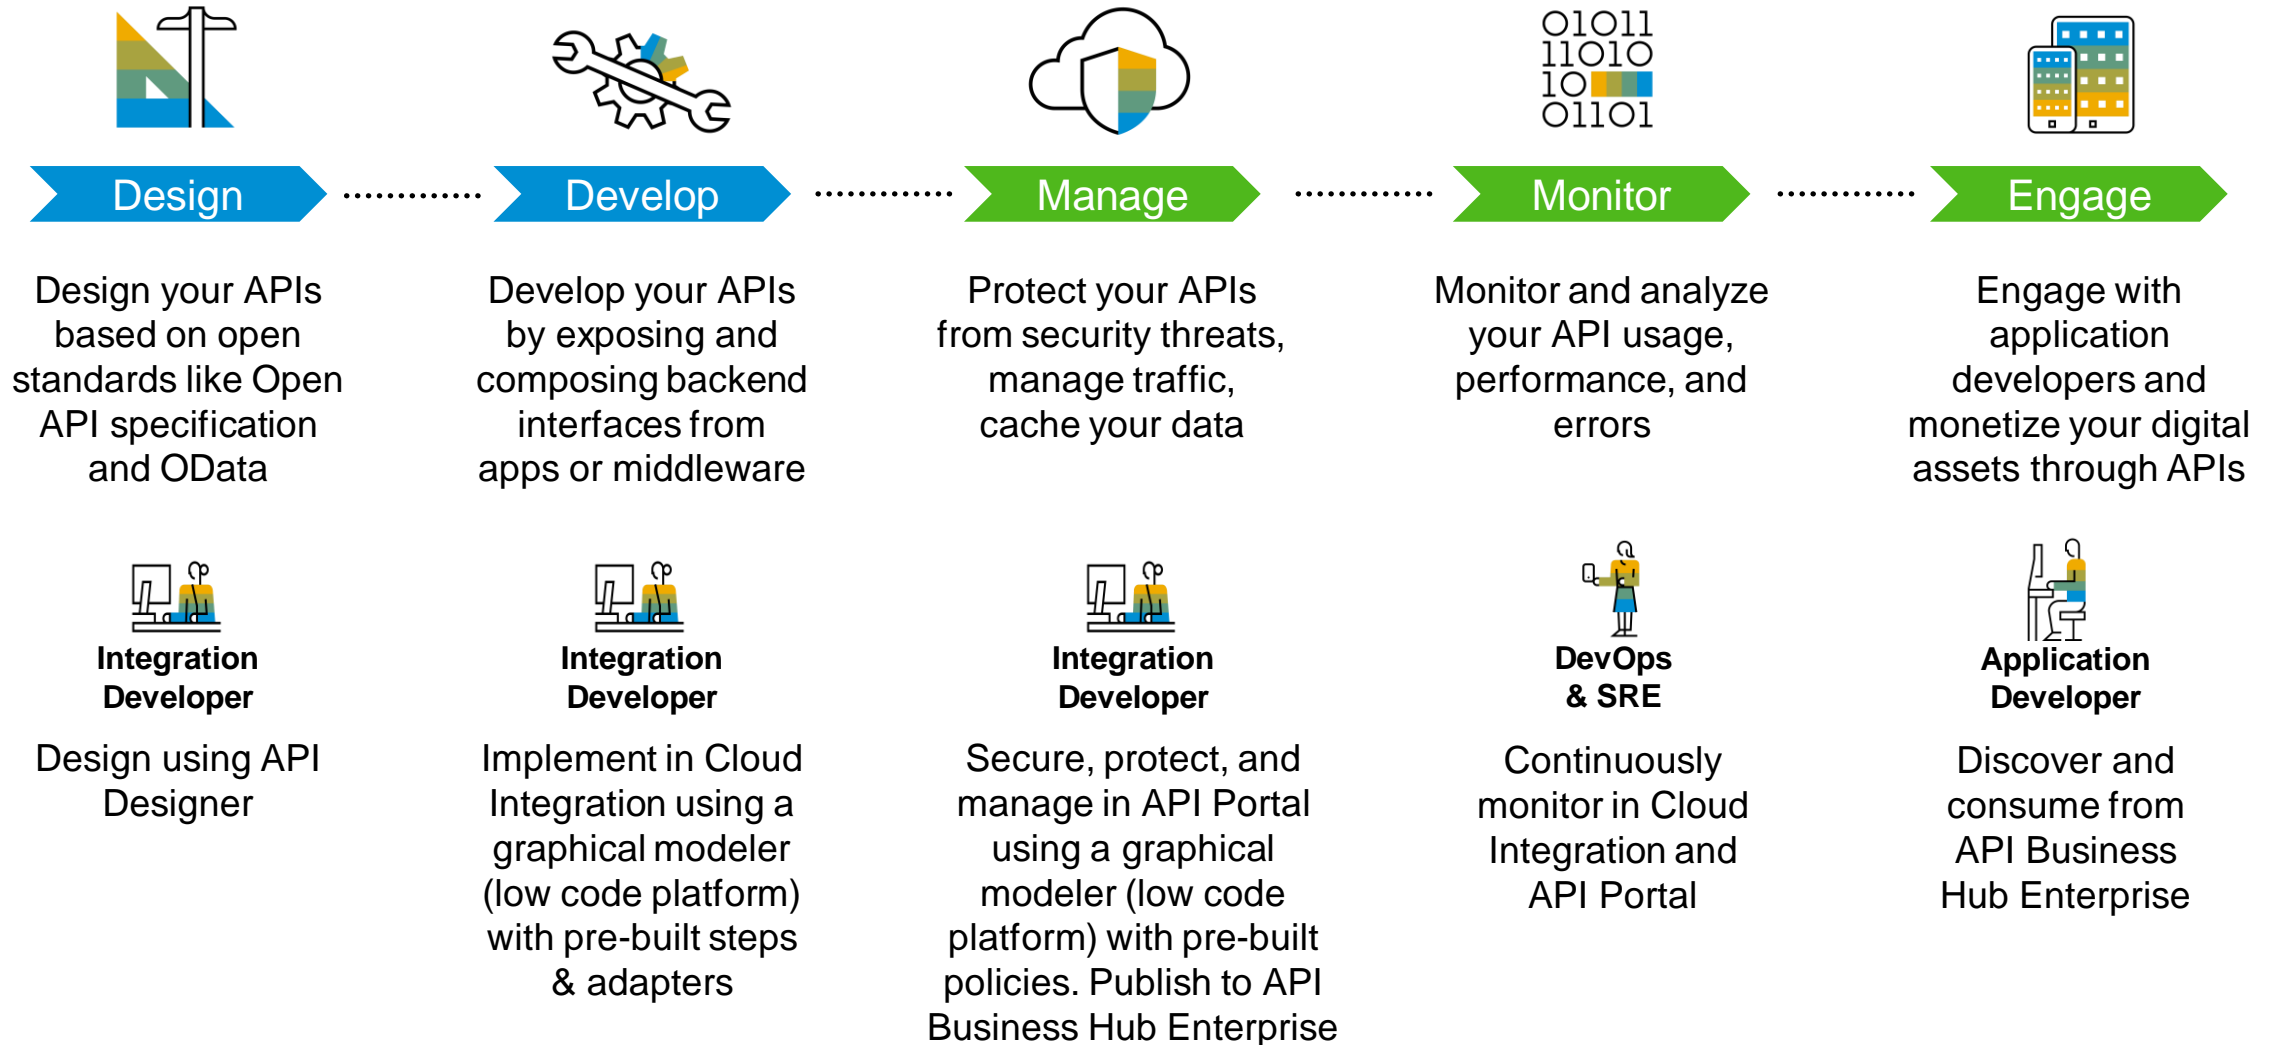 01011
11010
10
01101
Design
Develop
Manage
Monitor
Engage
Design your APIs
based on open
standards like Open
API specification
and OData
Develop your APIs
by exposing and
composing backend
interfaces from
apps or middleware
Protect your APIs
from security threats,
manage traffic,
cache your data
Monitor and analyze
your API usage,
performance, and
errors
Engage with
application
developers and
monetize your digital
assets through APIs
Integration
Developer
Integration
Developer
Integration
Developer
DevOps
& SRE
Application
Developer
Design using API
Designer
Implement in Cloud
Integration using a
graphical modeler
(low code platform)
with pre-built steps
& adapters
Secure, protect, and
manage in API Portal
using a graphical
modeler (low code
platform) with pre-built
policies. Publish to API
Business Hub Enterprise
Continuously
monitor in Cloud
Integration and
API Portal
Discover and
consume from
API Business
Hub Enterprise